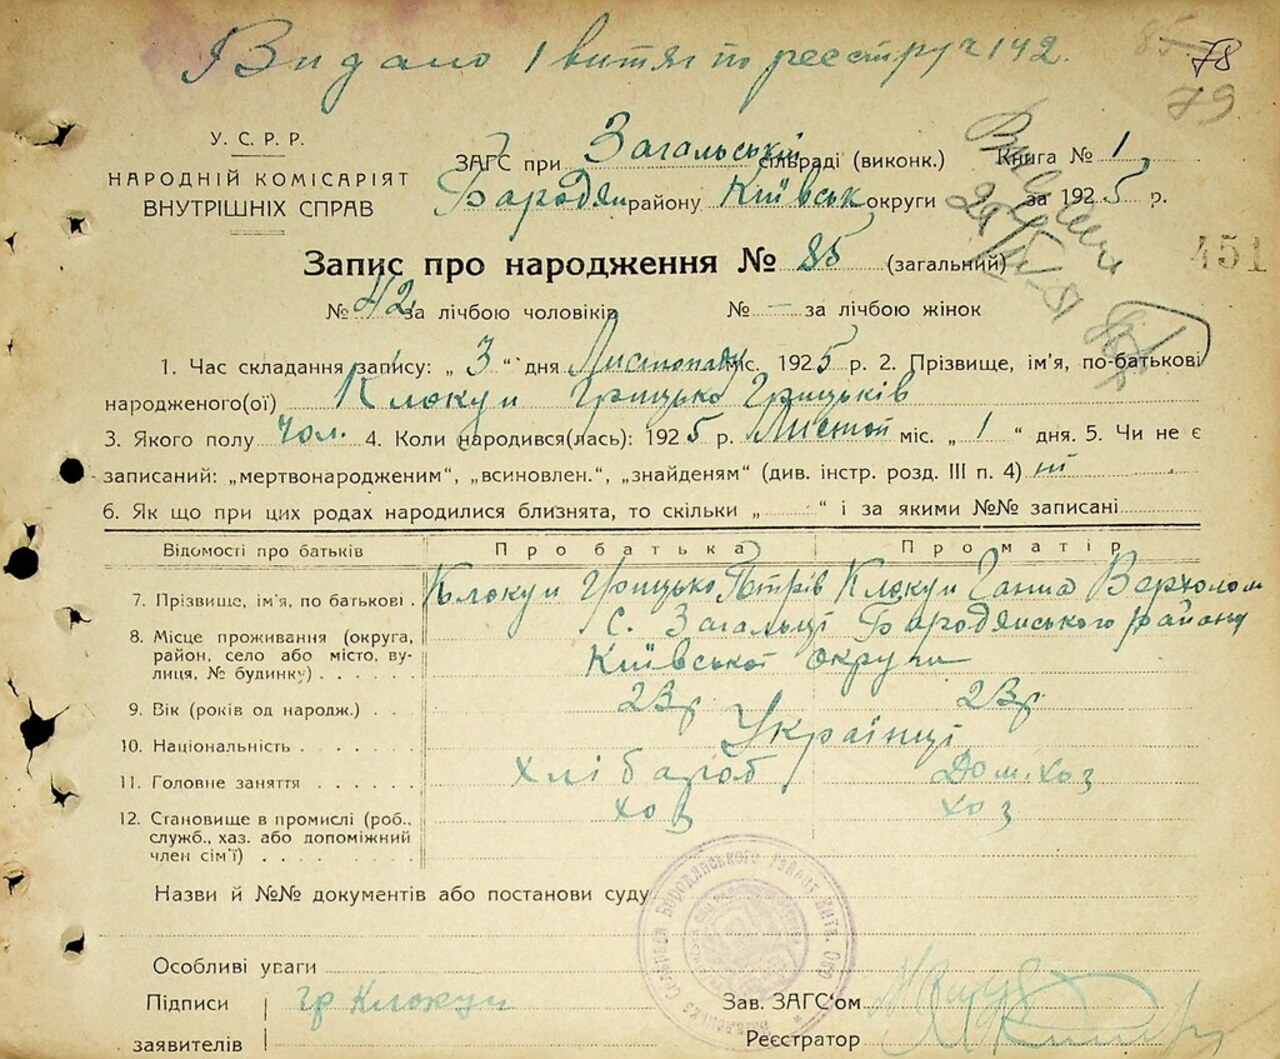 Видано 1 витяг по реєстру ч 142.
85 78
79
У. С. Р. Р.
НАРОДНІЙ КОМІСАРІЯТ
ВНУТРІШНІХ СПРАВ
ЗАГС при Загальській сільраді (виконк.) Книга № 1
Бародян району Київськ округи за 1925 р.
Запис про народження № 85 (загальний)
451
№ 42 за лічбою чоловіків № — за лічбою жінок
1. Час складання запису: „ 3 “ дня Листопаду міс. 1925 р. 2. Прізвище, ім'я, по-батькові
народженого(ої) Клокун Грицько Грицьків
3. Якого полу чол. 4. Коли народився(лась): 1925 р. Листоп міс. „ 1 “ дня. 5. Чи не є
записаний: „мертвонародженим“, „всиновлен.“, „знайденям“ (див. інстр. розд. III п. 4) ні
6. Як що при цих родах народилися близнята, то скільки „ “ і за якими №№ записані
Відомості про батьків Про батька Про матір
7. Прізвище, ім'я, по батькові . Клокун Грицько Петрів Клокун Ганна Вархолом
8. Місце проживання (округа, район, село або місто, вулиця, № будинку) . . . . . . с. Загальці Бародянського району
Київської округи
9. Вік (років од народж.) . . . 23 р 23 р
10. Національність . . . . . . . Українці
11. Головне заняття . . . . . . . хлібароб Дом. хоз
12. Становище в промислі (роб., служб., хаз. або допоміжний член сім'ї) . . . . . . . хоз хоз
Назви й №№ документів або постанови суду
Особливі уваги
Підписи гр Клокун Зав. ЗАГС'ом
заявителів Реєстратор